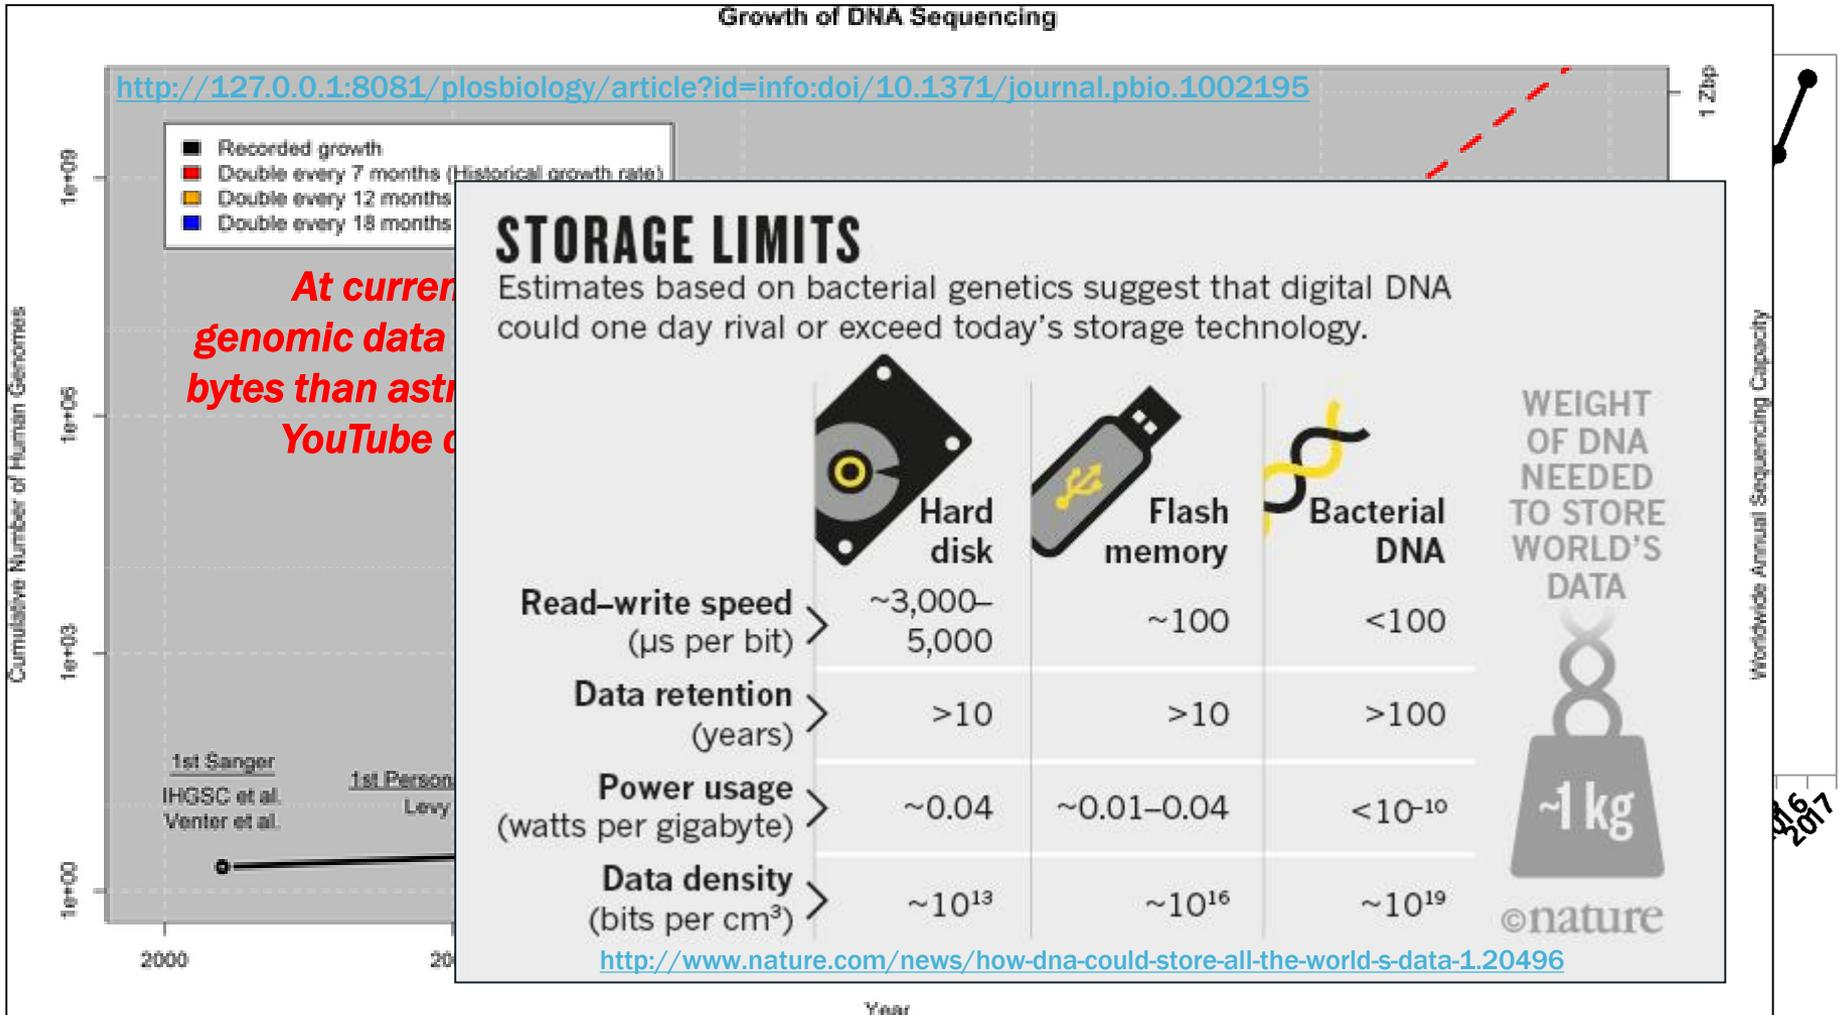 Growth of DNA Sequencing
http://127.0.0.1:8081/plosbiology/article?id=info:doi/10.1371/journal.pbio.1002195
Recorded growth
Double every 7 months (Historical growth rate)
Double every 12 months
Double every 18 months
At curren
genomic data
bytes than astr
YouTube
Cumulative Number of Human Genomes
1e+09
1e+06
1e+03
1e+00
1st Sanger
IHGSC et al.
Venter et al.
1st Person
Levy
2000
20
Year
1 Zbp
Worldwide Annual Sequencing Capacity
2017
STORAGE LIMITS
Estimates based on bacterial genetics suggest that digital DNA
could one day rival or exceed today's storage technology.
Hard
disk
Flash
memory
Bacterial
DNA
Read–write speed
(µs per bit)
~3,000–
5,000
~100
<100
Data retention
(years)
>10
>10
>100
Power usage
(watts per gigabyte)
~0.04
~0.01–0.04
<10⁻¹⁰
Data density
(bits per cm³)
~10¹³
~10¹⁶
~10¹⁹
WEIGHT
OF DNA
NEEDED
TO STORE
WORLD'S
DATA
~1 kg
©nature
http://www.nature.com/news/how-dna-could-store-all-the-world-s-data-1.20496